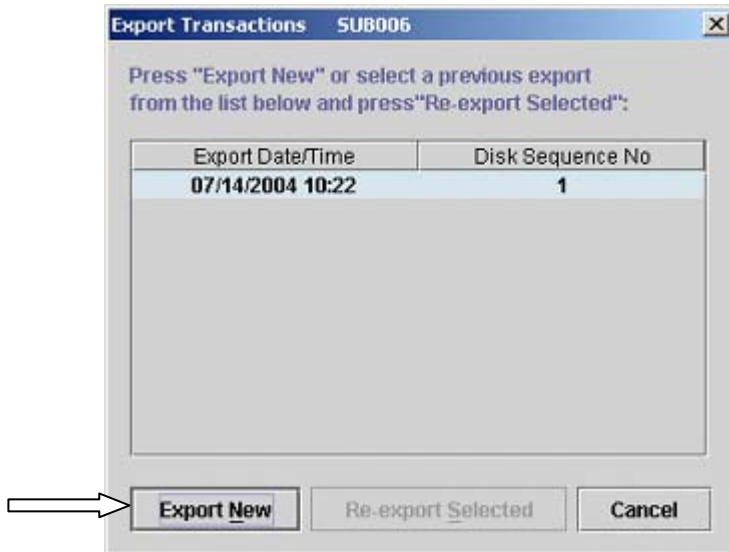 Export Transactions SUB006
Press "Export New" or select a previous export
from the list below and press"Re-export Selected":
Export Date/Time Disk Sequence No
07/14/2004 10:22 1
Export New Re-export Selected Cancel